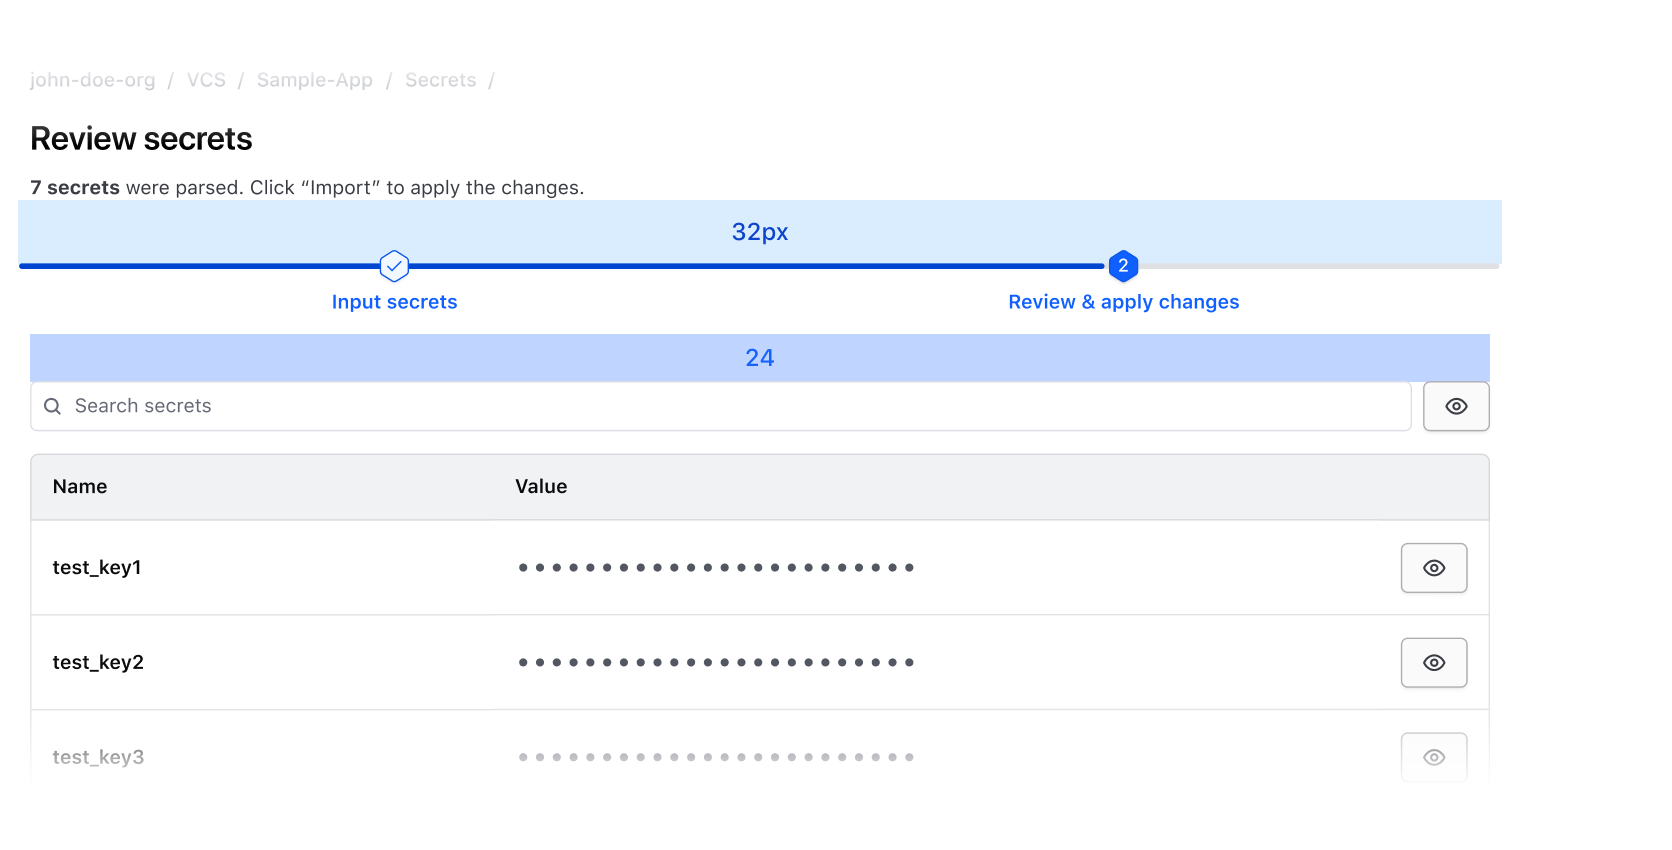 john-doe-org / VCS / Sample-App / Secrets /
Review secrets
7 secrets were parsed. Click “Import” to apply the changes.
32px
2
Input secrets Review & apply changes
24
Search secrets
Name Value
test_key1
test_key2
test_key3